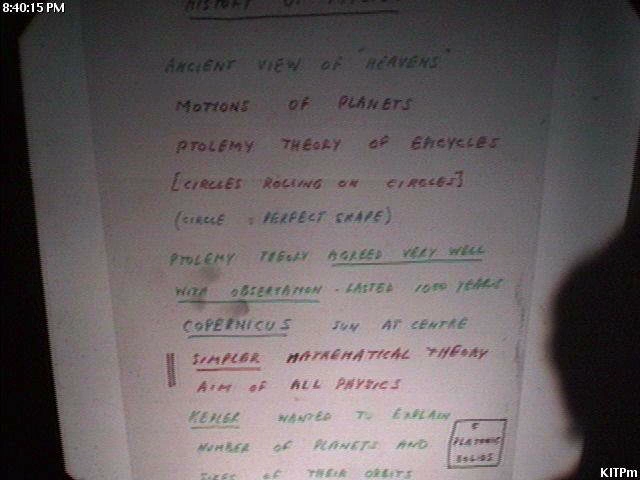 8:40:15 PM
HISTORY OF
ANCIENT VIEW OF "HEAVENS"
MOTIONS OF PLANETS
PTOLEMY THEORY OF EPICYCLES
[CIRCLES ROLLING ON CIRCLES]
(CIRCLE : PERFECT SHAPE)
PTOLEMY THEORY AGREED VERY WELL
WITH OBSERVATION - LASTED 1000 YEARS
COPERNICUS SUN AT CENTRE
SIMPLER MATHEMATICAL THEORY
AIM OF ALL PHYSICS
KEPLER WANTED TO EXPLAIN
NUMBER OF PLANETS AND
SIZES OF THEIR ORBITS
5
PLATONIC
SOLIDS
KITPm